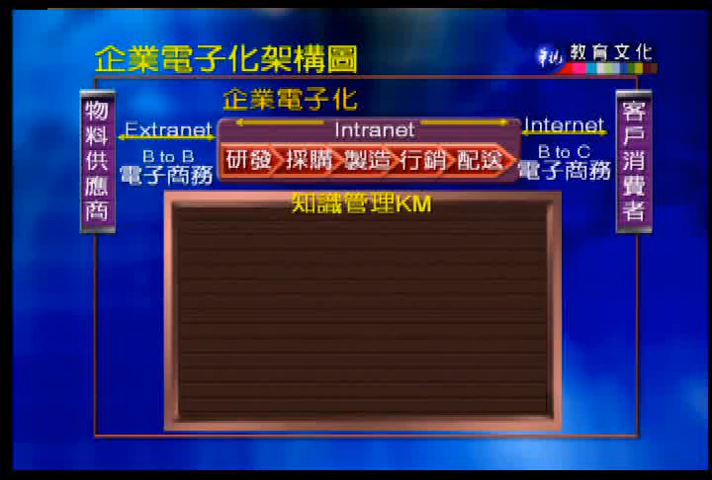 企業電子化架構圖
教育文化
企業電子化
物料供應商
Extranet
B to B
電子商務
Intranet
研發
採購
製造
行銷
配送
Internet
B to C
電子商務
客戶消費者
知識管理KM